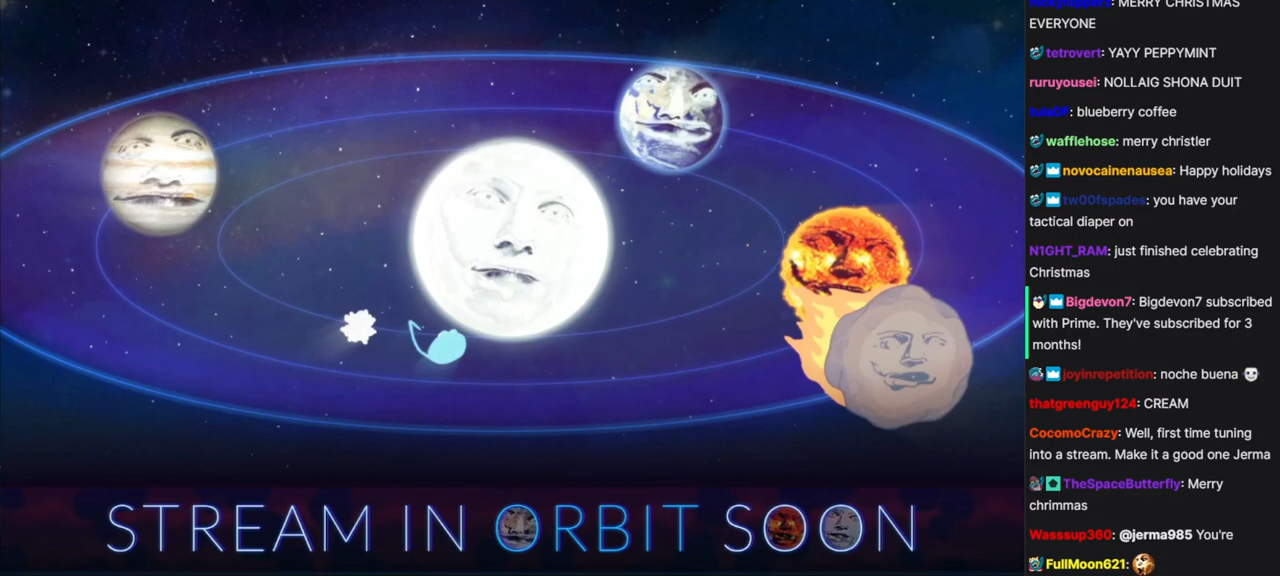 MERRY CHRISTMAS
EVERYONE
tetrovert: YAYY PEPPYMINT
ruruyousei: NOLLAIG SHONA DUIT
: blueberry coffee
wafflehose: merry christler
novocainenausea: Happy holidays
tw00fspades: you have your
tactical diaper on
N1GHT_RAM: just finished celebrating
Christmas
Bigdevon7: Bigdevon7 subscribed
with Prime. They've subscribed for 3
months!
joyinrepetition: noche buena
thatgreenguy124: CREAM
CocomoCrazy: Well, first time tuning
into a stream. Make it a good one Jerma
TheSpaceButterfly: Merry
chrimmas
Wasssup360: @jerma985 You're
FullMoon621:
STREAM IN ORBIT SOON